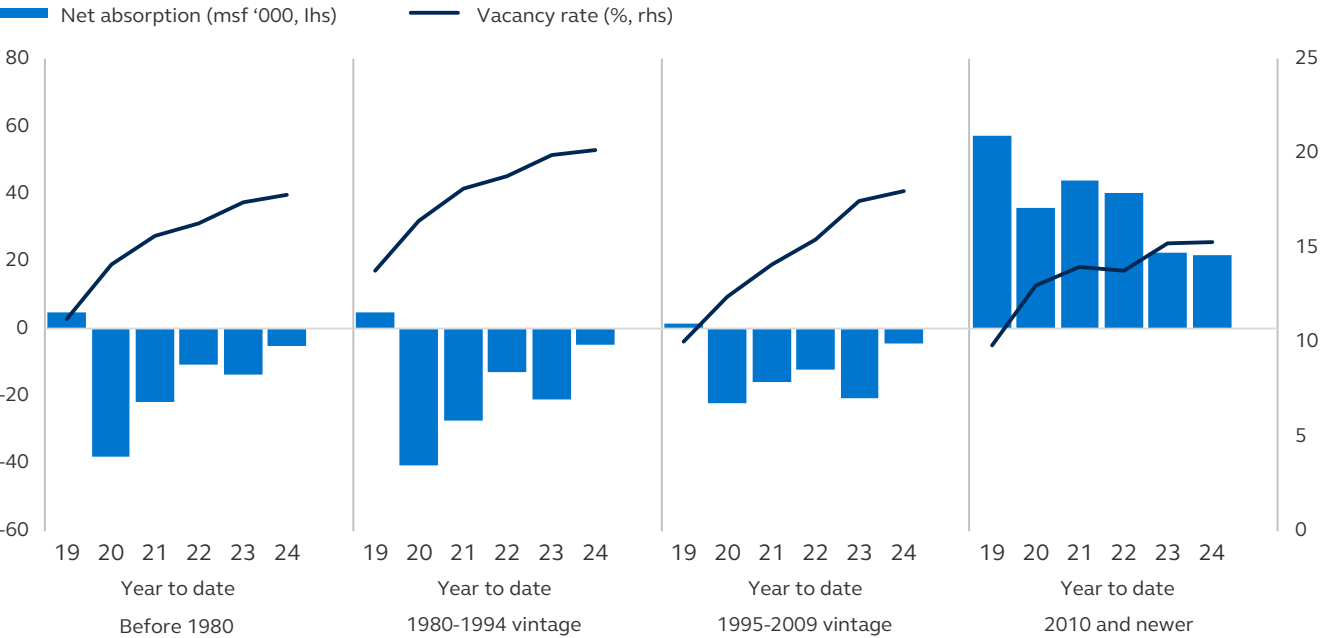 Net absorption (msf ‘000, lhs) Vacancy rate (%, rhs)
80 25
60
20
40
15
20
0 10
-20
5
-40
-60 0
19 20 21 22 23 24 19 20 21 22 23 24 19 20 21 22 23 24 19 20 21 22 23 24
Year to date Year to date Year to date Year to date
Before 1980 1980-1994 vintage 1995-2009 vintage 2010 and newer